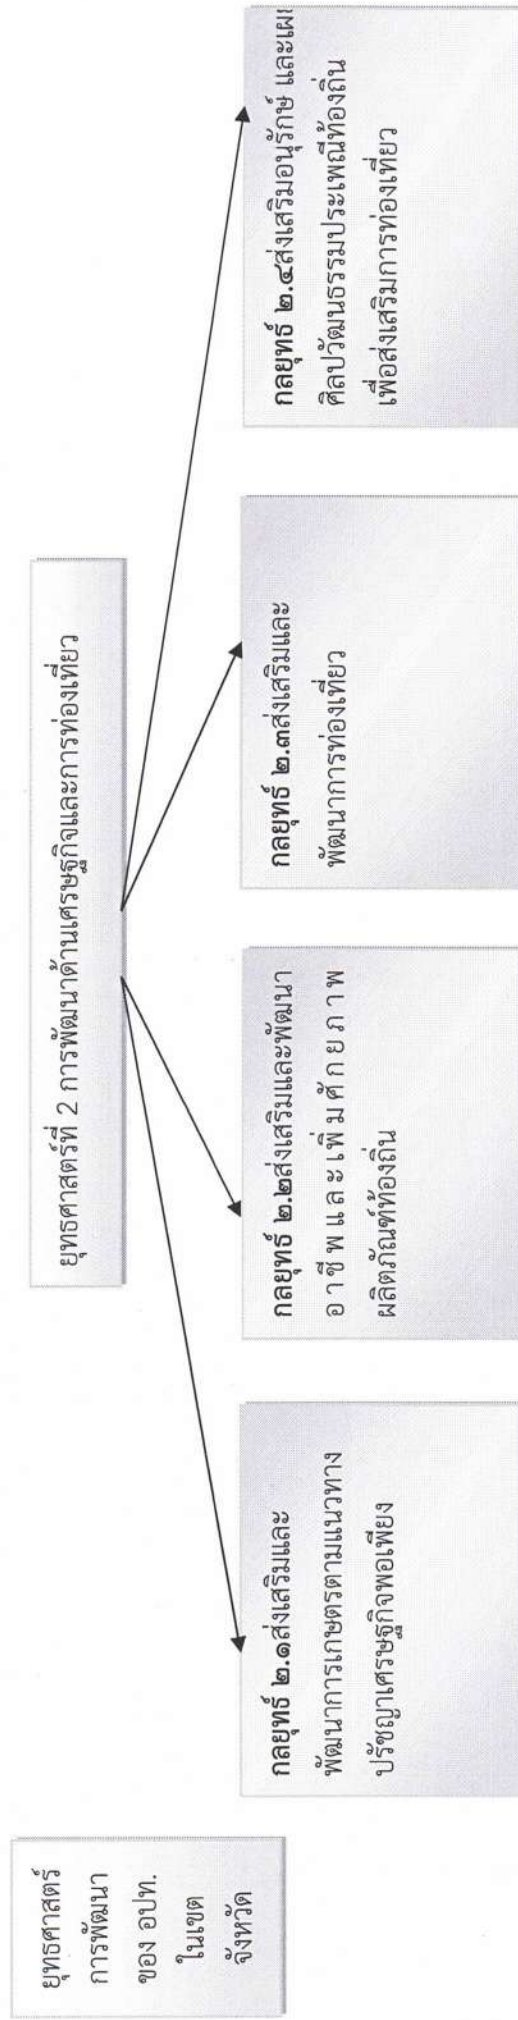 ยุทธศาสตร์
การพัฒนา
ของ อปท.
ในเขต
จังหวัด
ยุทธศาสตร์ที่ 2 การพัฒนาด้านเศรษฐกิจและการท่องเที่ยว
กลยุทธ์ ๒.๑ส่งเสริมและ
พัฒนาการเกษตรตามแนวทาง
ปรัชญาเศรษฐกิจพอเพียง
กลยุทธ์ ๒.๒ส่งเสริมและพัฒนา
อาชีพและเพิ่มศักยภาพ
ผลิตภัณฑ์ท้องถิ่น
กลยุทธ์ ๒.๓ส่งเสริมและ
พัฒนาการท่องเที่ยว
กลยุทธ์ ๒.๔ส่งเสริมอนุรักษ์ และ
ศิลปวัฒนธรรมประเพณีท้องถิ่น
เพื่อส่งเสริมการท่องเที่ยว